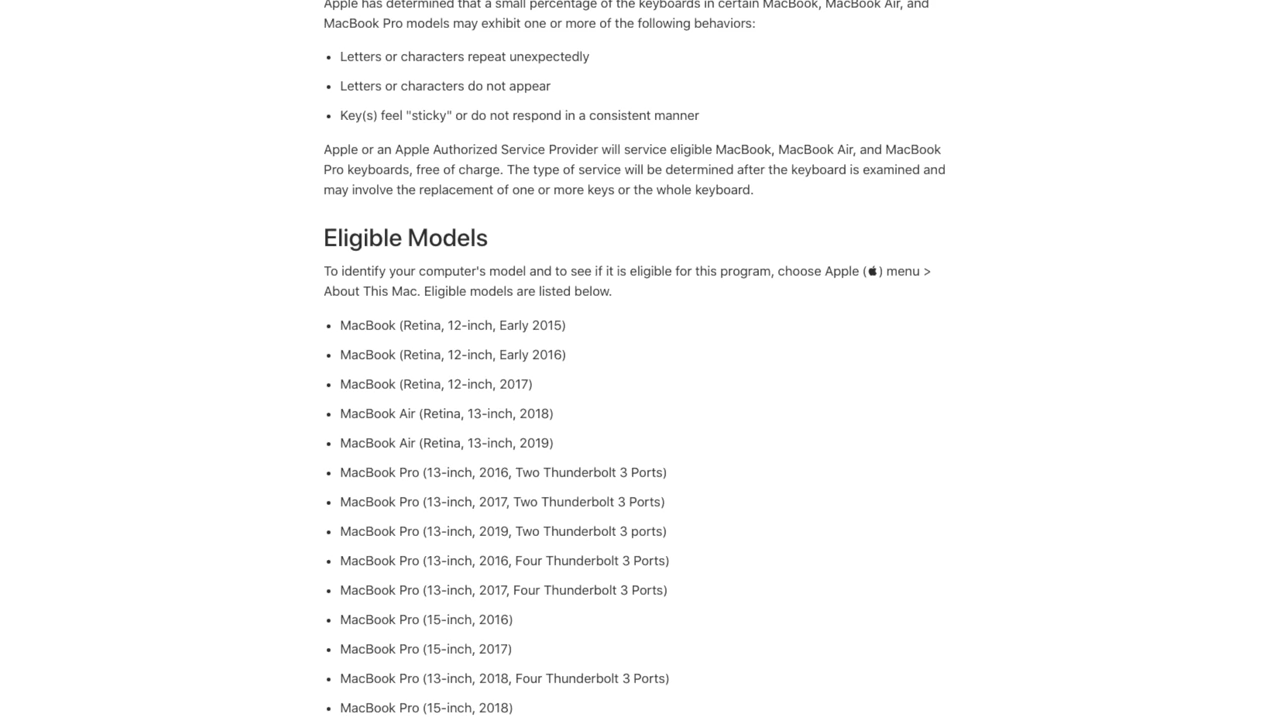 Apple has determined that a small percentage of the keyboards in certain MacBook, MacBook Air, and
MacBook Pro models may exhibit one or more of the following behaviors:
• Letters or characters repeat unexpectedly
• Letters or characters do not appear
• Key(s) feel "sticky" or do not respond in a consistent manner
Apple or an Apple Authorized Service Provider will service eligible MacBook, MacBook Air, and MacBook
Pro keyboards, free of charge. The type of service will be determined after the keyboard is examined and
may involve the replacement of one or more keys or the whole keyboard.
Eligible Models
To identify your computer's model and to see if it is eligible for this program, choose Apple () menu >
About This Mac. Eligible models are listed below.
• MacBook (Retina, 12-inch, Early 2015)
• MacBook (Retina, 12-inch, Early 2016)
• MacBook (Retina, 12-inch, 2017)
• MacBook Air (Retina, 13-inch, 2018)
• MacBook Air (Retina, 13-inch, 2019)
• MacBook Pro (13-inch, 2016, Two Thunderbolt 3 Ports)
• MacBook Pro (13-inch, 2017, Two Thunderbolt 3 Ports)
• MacBook Pro (13-inch, 2019, Two Thunderbolt 3 ports)
• MacBook Pro (13-inch, 2016, Four Thunderbolt 3 Ports)
• MacBook Pro (13-inch, 2017, Four Thunderbolt 3 Ports)
• MacBook Pro (15-inch, 2016)
• MacBook Pro (15-inch, 2017)
• MacBook Pro (13-inch, 2018, Four Thunderbolt 3 Ports)
• MacBook Pro (15-inch, 2018)